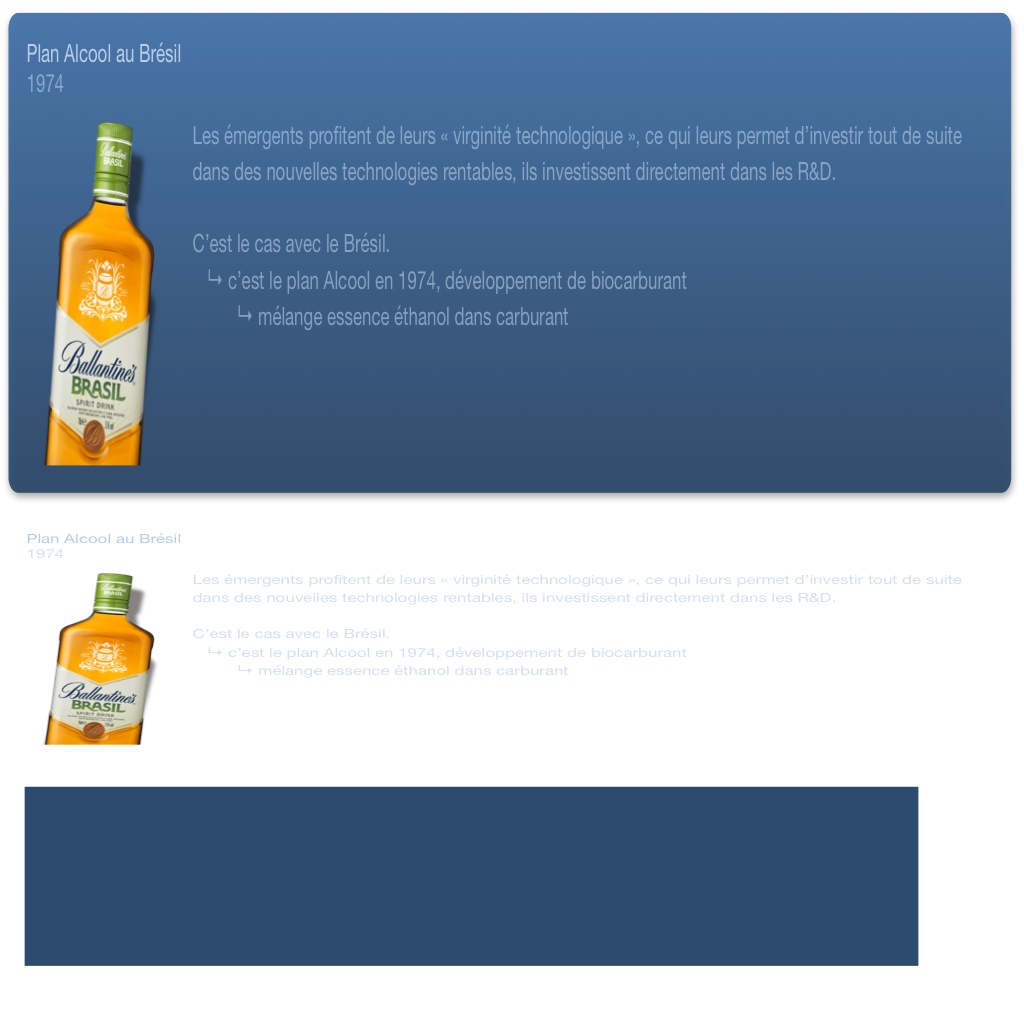 Plan Alcool au Brésil
1974
Les émergents profitent de leurs « virginité technologique », ce qui leurs permet d’investir tout de suite
dans des nouvelles technologies rentables, ils investissent directement dans les R&D.
C’est le cas avec le Brésil.
↳ c’est le plan Alcool en 1974, développement de biocarburant
↳ mélange essence éthanol dans carburant
Ballantine's
BRASIL
Ballantine's
BRASIL
SPIRIT DRINK
Plan Alcool au Brésil
1974
Les émergents profitent de leurs « virginité technologique », ce qui leurs permet d’investir tout de suite
dans des nouvelles technologies rentables, ils investissent directement dans les R&D.
C’est le cas avec le Brésil.
↳ c’est le plan Alcool en 1974, développement de biocarburant
↳ mélange essence éthanol dans carburant
Ballantine's
BRASIL
Ballantine's
BRASIL
SPIRIT DRINK